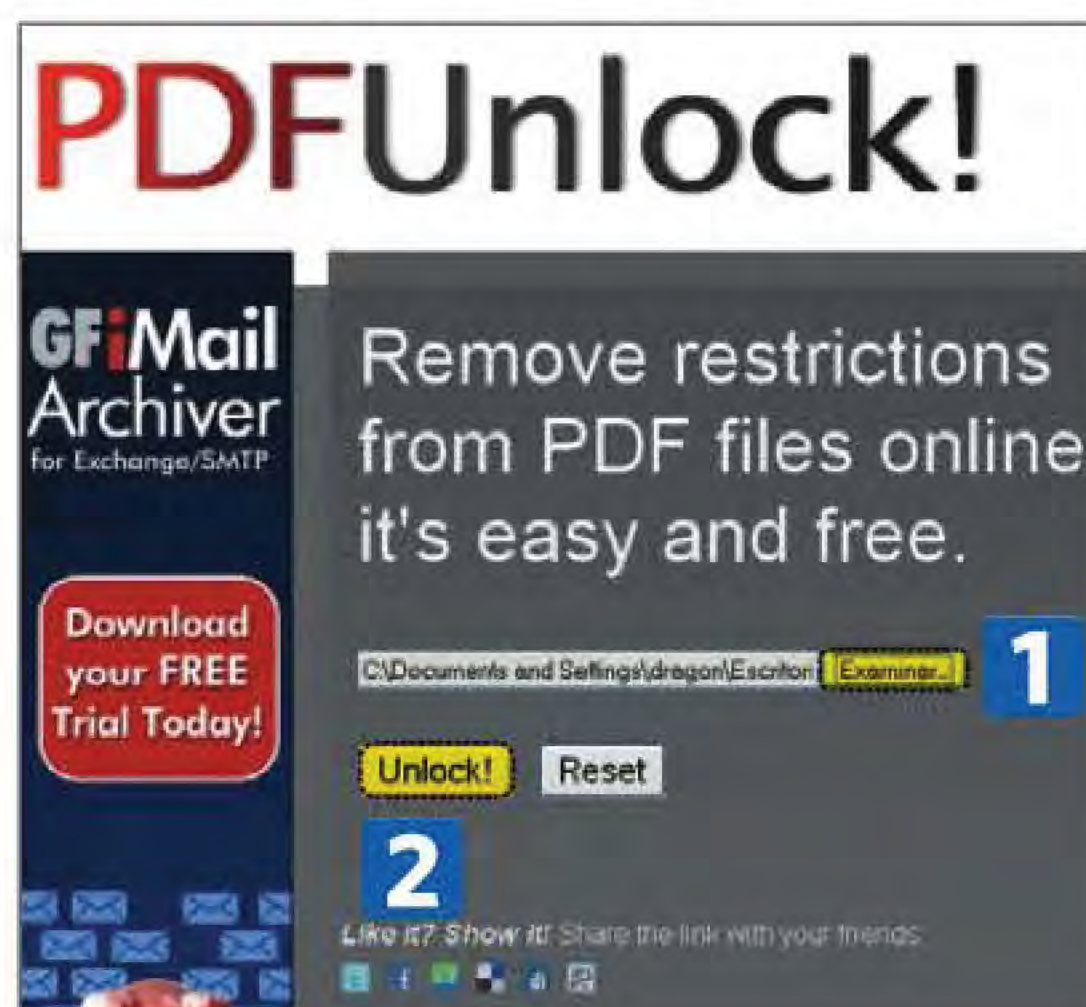 PDFUnlock!
GFiMail
Archiver
for Exchange/SMTP
Download
your FREE
Trial Today!
Remove restrictions
from PDF files online
it's easy and free.
C:\Documents and Settings\dragon\Escritori Examinar...
1
Unlock! Reset
2
Like it? Show it! Share the link with your friends